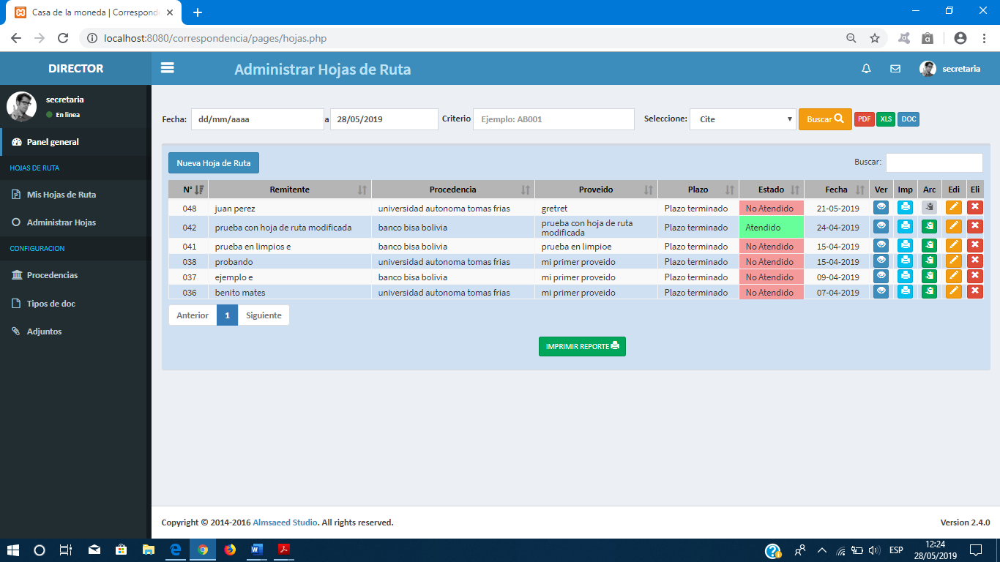 Casa de la moneda | Correspond
localhost:8080/correspondencia/pages/hojas.php
DIRECTOR
Administrar Hojas de Ruta
secretaria
secretaria
En linea
Panel general
HOJAS DE RUTA
Mis Hojas de Ruta
Administrar Hojas
CONFIGURACION
Procedencias
Tipos de doc
Adjuntos
Fecha: dd/mm/aaaa a 28/05/2019 Criterio Ejemplo: AB001 Seleccione: Cite Buscar PDF XLS DOC
Nueva Hoja de Ruta Buscar:
N° Remitente Procedencia Proveido Plazo Estado Fecha Ver Imp Arc Edi Eli
048 juan perez universidad autonoma tomas frias gretret Plazo terminado No Atendido 21-05-2019
042 prueba con hoja de ruta modificada banco bisa bolivia prueba con hoja de ruta modificada Plazo terminado Atendido 24-04-2019
041 prueba en limpios e banco bisa bolivia prueba en limpioe Plazo terminado No Atendido 15-04-2019
038 probando universidad autonoma tomas frias mi primer proveido Plazo terminado No Atendido 15-04-2019
037 ejemplo e banco bisa bolivia mi primer proveido Plazo terminado No Atendido 09-04-2019
036 benito mates universidad autonoma tomas frias mi primer proveido Plazo terminado No Atendido 07-04-2019
Anterior 1 Siguiente
IMPRIMIR REPORTE
Copyright © 2014-2016 Almsaeed Studio. All rights reserved. Version 2.4.0
ESP
12:24
28/05/2019